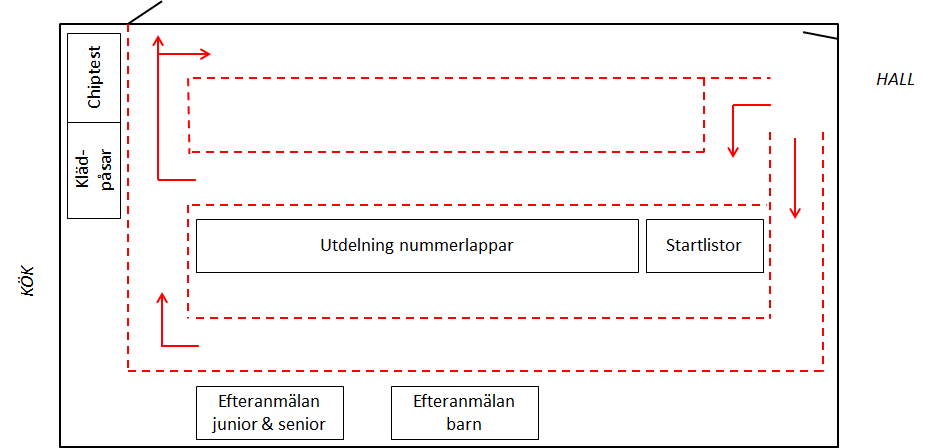 Chiptest
Kläd-
påsar
HALL
Utdelning nummerlappar
Startlistor
KÖK
Efteranmälan
junior & senior
Efteranmälan
barn